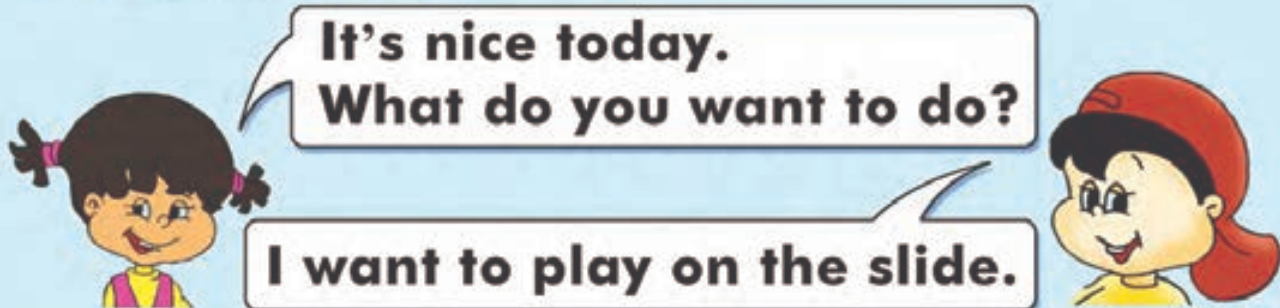 It’s nice today.
What do you want to do?
I want to play on the slide.